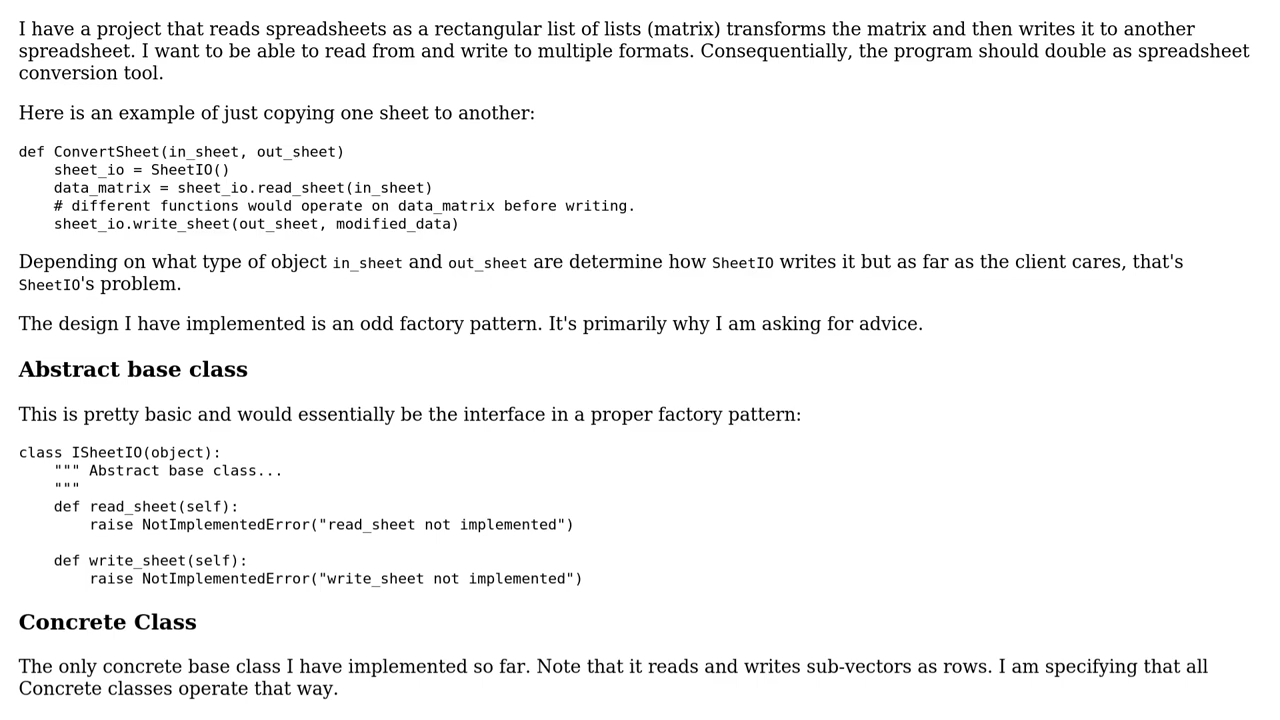 I have a project that reads spreadsheets as a rectangular list of lists (matrix) transforms the matrix and then writes it to another
spreadsheet. I want to be able to read from and write to multiple formats. Consequentially, the program should double as spreadsheet
conversion tool.
Here is an example of just copying one sheet to another:
def ConvertSheet(in_sheet, out_sheet)
    sheet_io = SheetIO()
    data_matrix = sheet_io.read_sheet(in_sheet)
    # different functions would operate on data_matrix before writing.
    sheet_io.write_sheet(out_sheet, modified_data)
Depending on what type of object in_sheet and out_sheet are determine how SheetIO writes it but as far as the client cares, that's
SheetIO's problem.
The design I have implemented is an odd factory pattern. It's primarily why I am asking for advice.
Abstract base class
This is pretty basic and would essentially be the interface in a proper factory pattern:
class ISheetIO(object):
    """ Abstract base class...
    """
    def read_sheet(self):
        raise NotImplementedError("read_sheet not implemented")
    def write_sheet(self):
        raise NotImplementedError("write_sheet not implemented")
Concrete Class
The only concrete base class I have implemented so far. Note that it reads and writes sub-vectors as rows. I am specifying that all
Concrete classes operate that way.